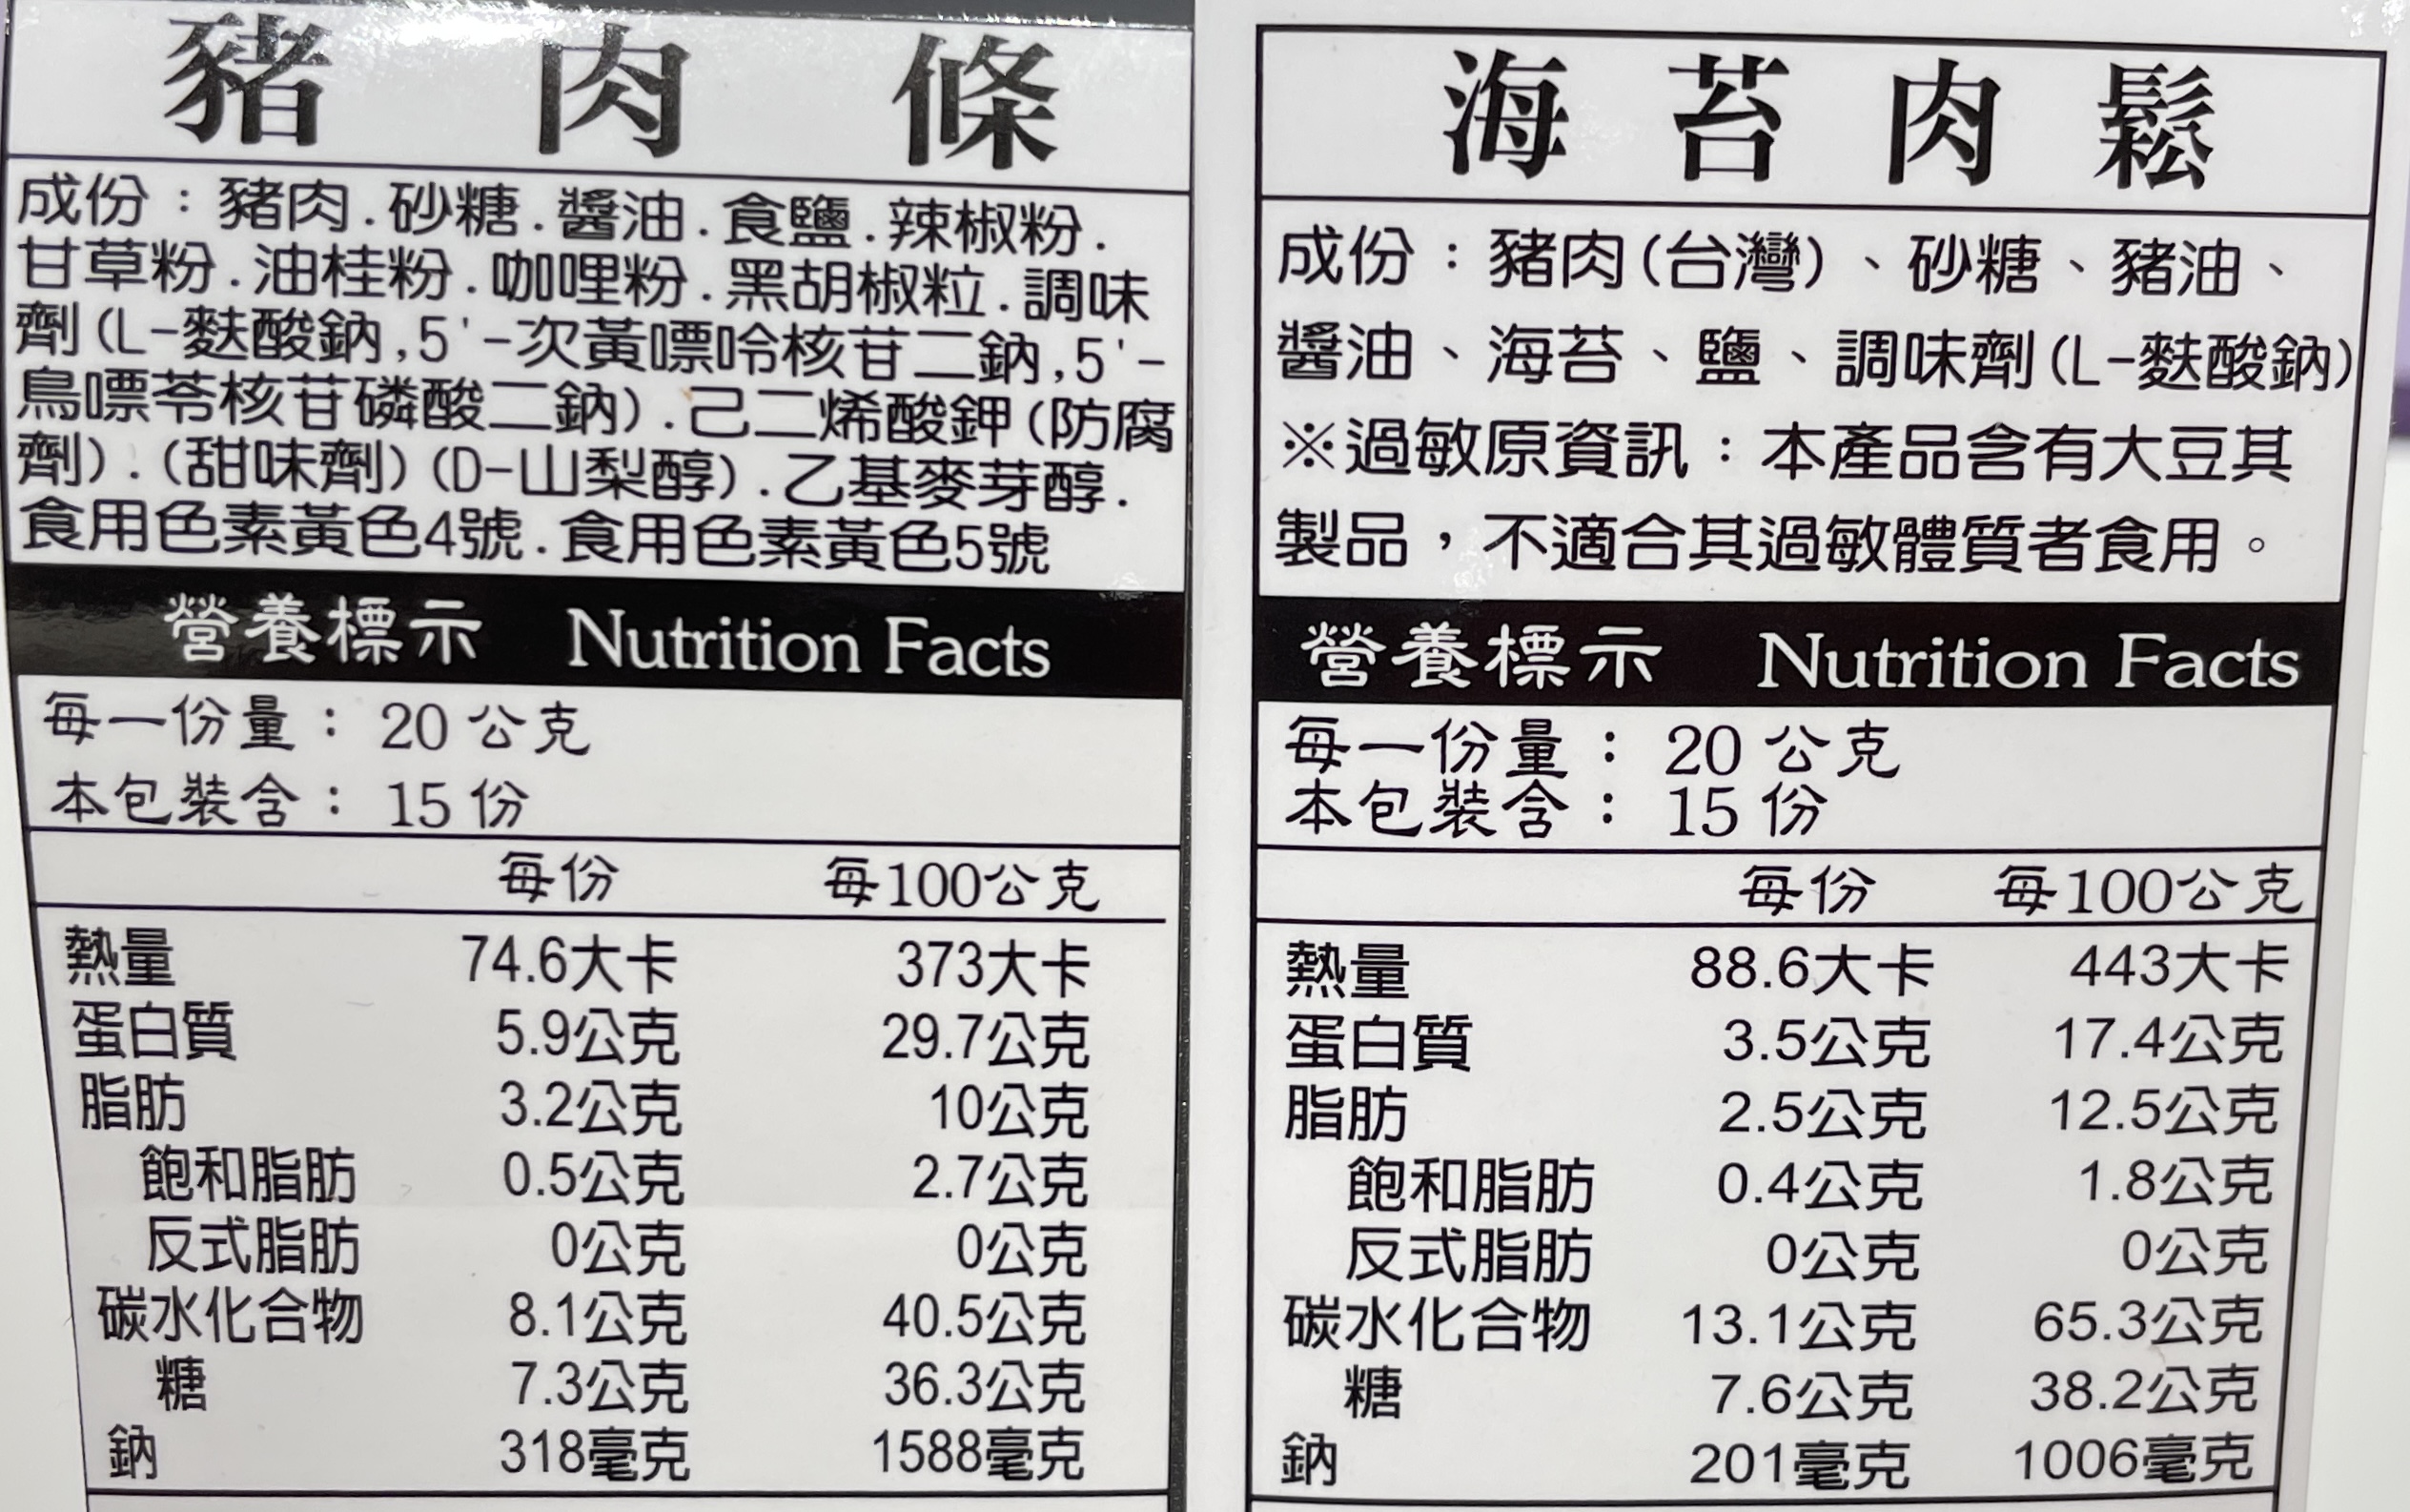 豬肉條
成份：豬肉.砂糖.醬油.食鹽.辣椒粉.
甘草粉.油桂粉.咖哩粉.黑胡椒粒.調味
劑(L-麩酸鈉,5'-次黃嘌呤核苷二鈉,5'-
鳥嘌苓核苷磷酸二鈉).己二烯酸鉀(防腐
劑).(甜味劑)(D-山梨醇).乙基麥芽醇.
食用色素黃色4號.食用色素黃色5號
營養標示 Nutrition Facts
每一份量： 20 公克
本包裝含： 15 份
每份 每100公克
熱量 74.6大卡 373大卡
蛋白質 5.9公克 29.7公克
脂肪 3.2公克 10公克
飽和脂肪 0.5公克 2.7公克
反式脂肪 0公克 0公克
碳水化合物 8.1公克 40.5公克
糖 7.3公克 36.3公克
鈉 318毫克 1588毫克
海苔肉鬆
成份：豬肉(台灣)、砂糖、豬油、
醬油、海苔、鹽、調味劑(L-麩酸鈉)
※過敏原資訊：本產品含有大豆其
製品，不適合其過敏體質者食用。
營養標示 Nutrition Facts
每一份量： 20 公克
本包裝含： 15 份
每份 每100公克
熱量 88.6大卡 443大卡
蛋白質 3.5公克 17.4公克
脂肪 2.5公克 12.5公克
飽和脂肪 0.4公克 1.8公克
反式脂肪 0公克 0公克
碳水化合物 13.1公克 65.3公克
糖 7.6公克 38.2公克
鈉 201毫克 1006毫克